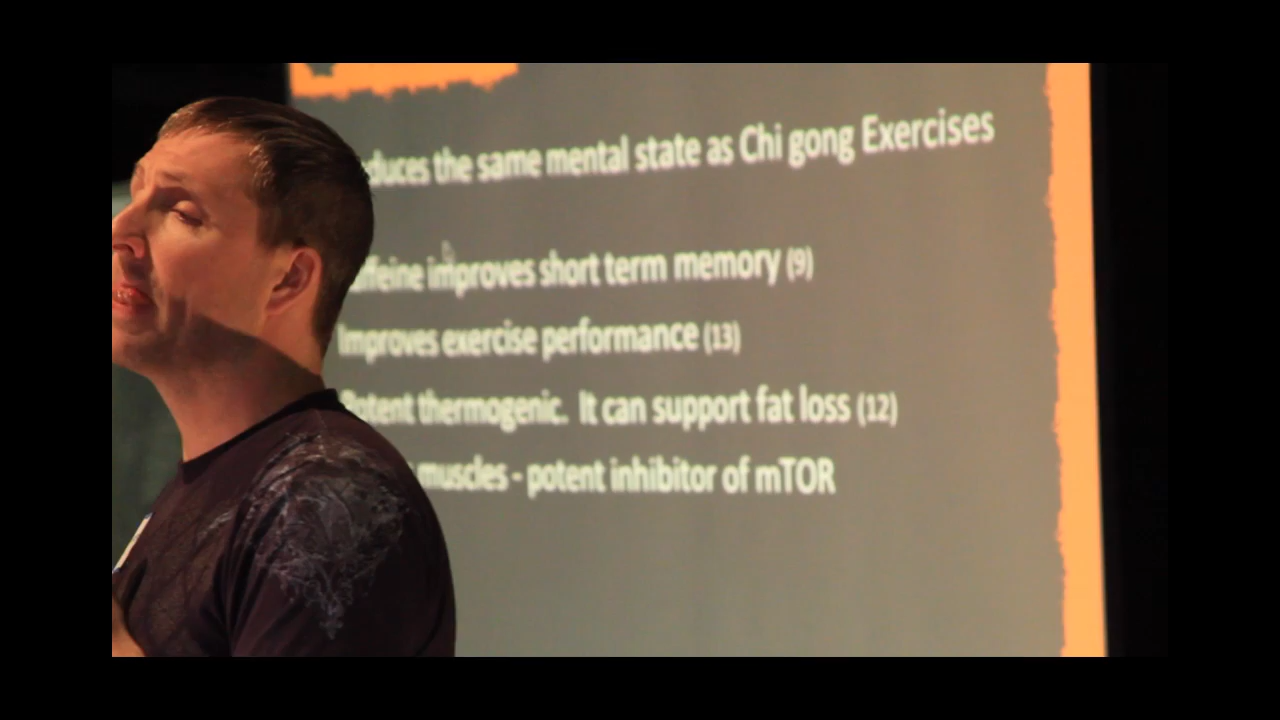 duces the same mental state as Chi gong Exercises
ffeine improves short term memory (9)
Improves exercise performance (13)
Potent thermogenic. It can support fat loss (12)
muscles - potent inhibitor of mTOR